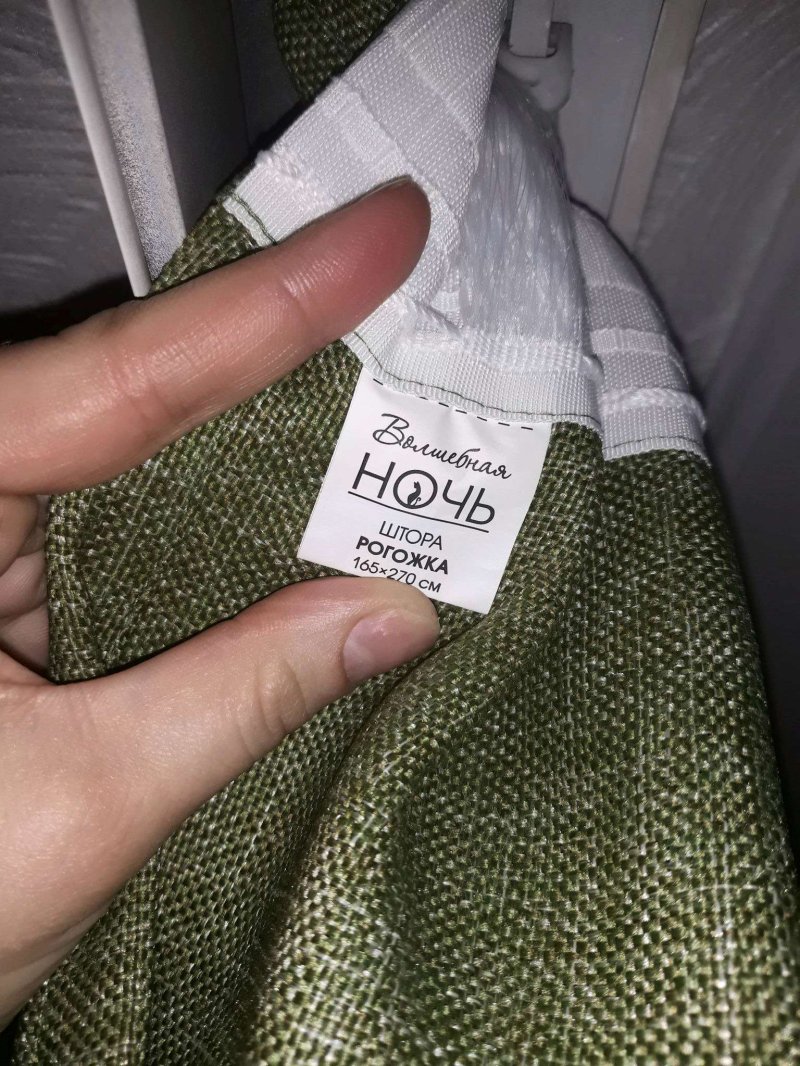 Волшебная
НОЧЬ
ШТОРА
РОГОЖКА
165×270 СМ